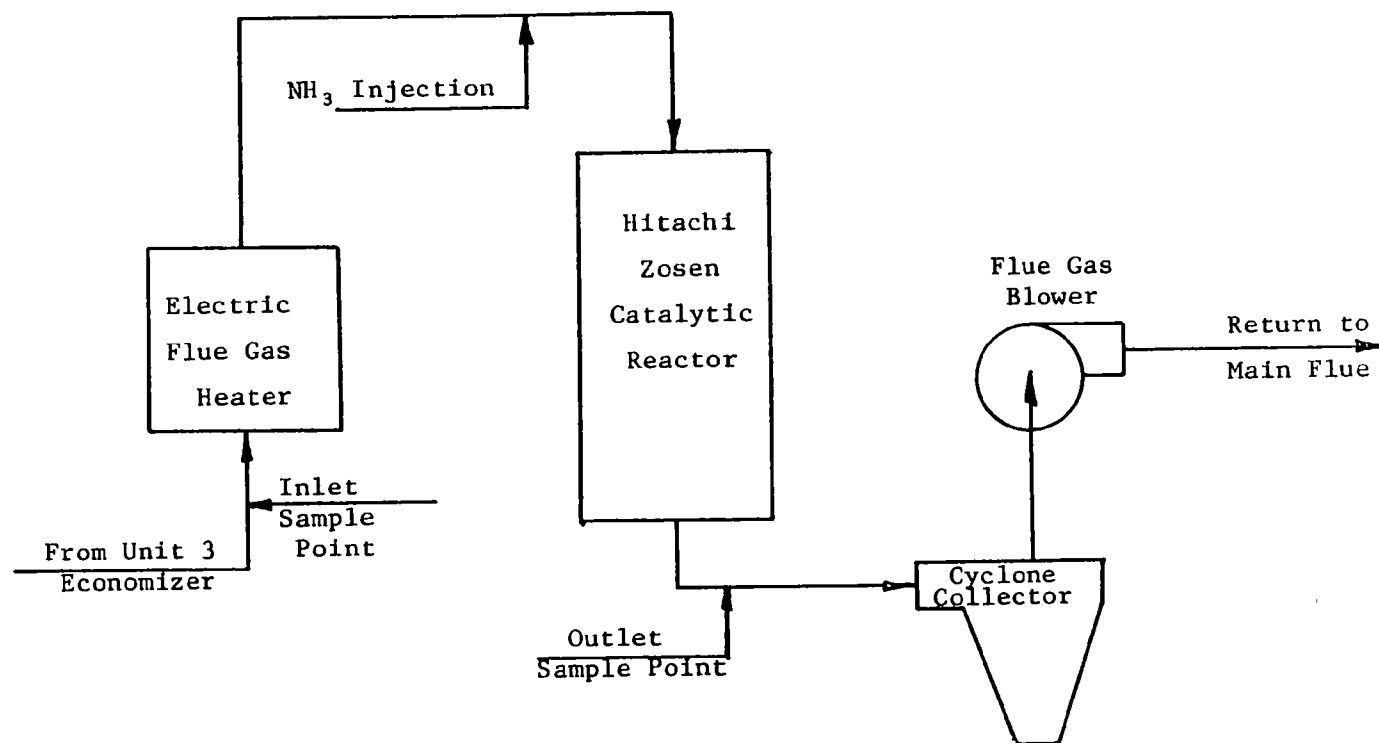 NH₃ Injection
Hitachi
Zosen
Catalytic
Reactor
Electric
Flue Gas
Heater
Flue Gas
Blower
Return to
Main Flue
Inlet
Sample
Point
From Unit 3
Economizer
Cyclone
Collector
Outlet
Sample Point